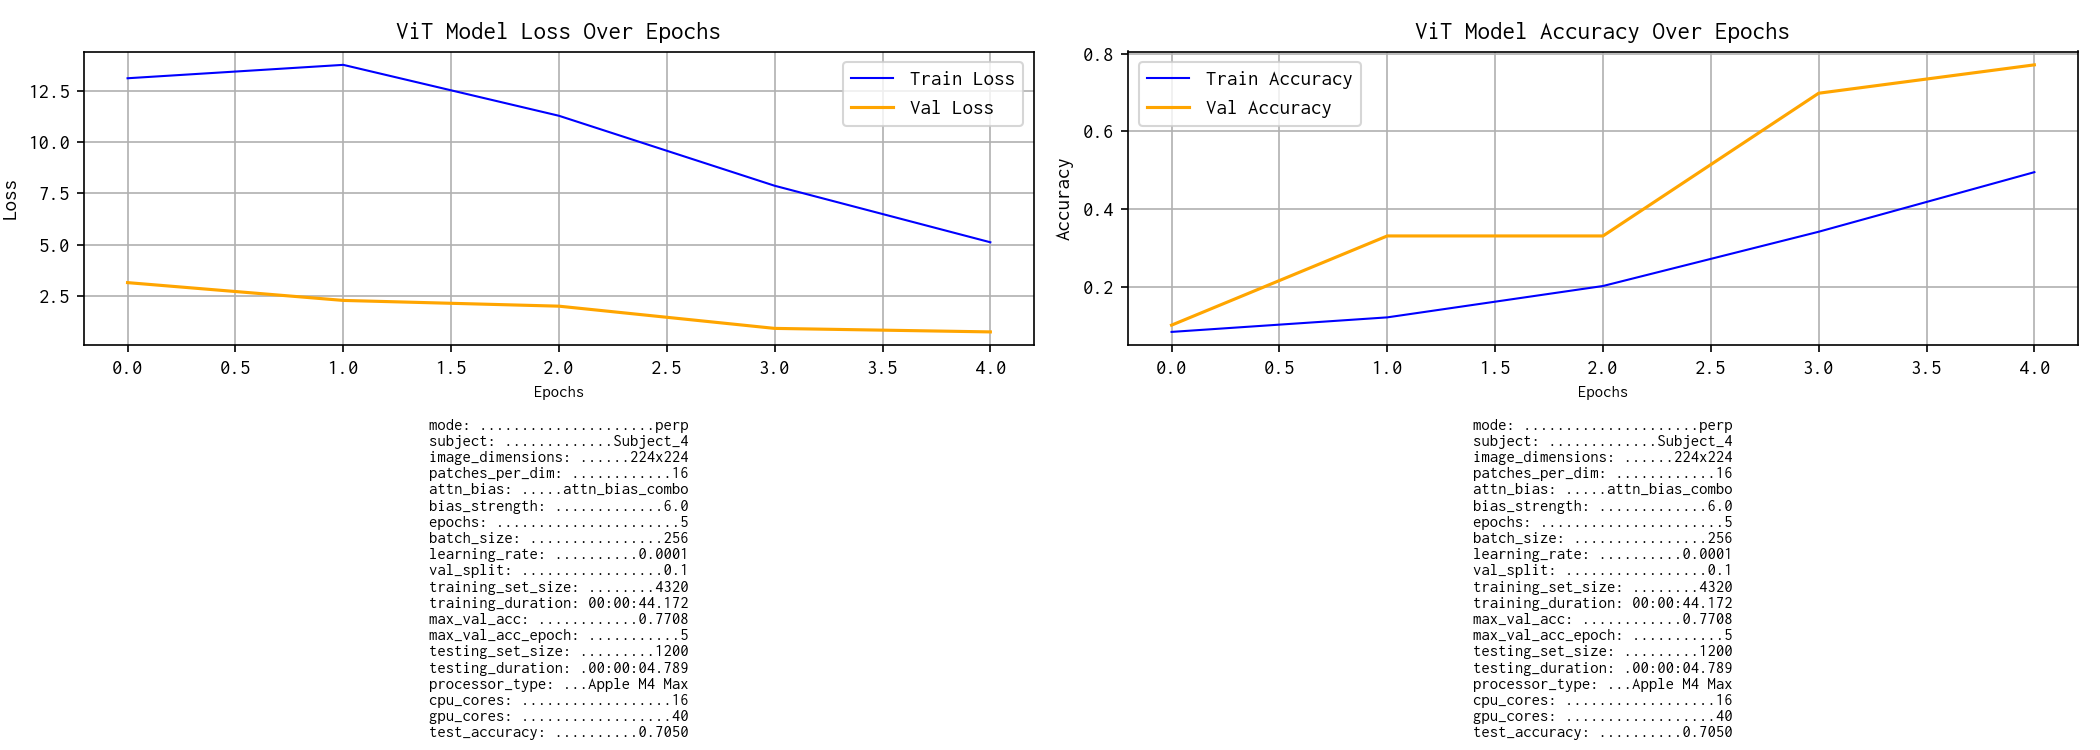 ViT Model Loss Over Epochs
Train Loss
Val Loss
12.5
10.0
7.5
5.0
2.5
Loss
0.0 0.5 1.0 1.5 2.0 2.5 3.0 3.5 4.0
Epochs
mode: .....................perp
subject: .............Subject_4
image_dimensions: ......224x224
patches_per_dim: ............16
attn_bias: .....attn_bias_combo
bias_strength: .............6.0
epochs: ......................5
batch_size: ................256
learning_rate: ..........0.0001
val_split: .................0.1
training_set_size: ........4320
training_duration: 00:00:44.172
max_val_acc: ............0.7708
max_val_acc_epoch: ...........5
testing_set_size: .........1200
testing_duration: .00:00:04.789
processor_type: ...Apple M4 Max
cpu_cores: ..................16
gpu_cores: ..................40
test_accuracy: ..........0.7050
ViT Model Accuracy Over Epochs
Train Accuracy
Val Accuracy
0.8
0.6
0.4
0.2
Accuracy
0.0 0.5 1.0 1.5 2.0 2.5 3.0 3.5 4.0
Epochs
mode: .....................perp
subject: .............Subject_4
image_dimensions: ......224x224
patches_per_dim: ............16
attn_bias: .....attn_bias_combo
bias_strength: .............6.0
epochs: ......................5
batch_size: ................256
learning_rate: ..........0.0001
val_split: .................0.1
training_set_size: ........4320
training_duration: 00:00:44.172
max_val_acc: ............0.7708
max_val_acc_epoch: ...........5
testing_set_size: .........1200
testing_duration: .00:00:04.789
processor_type: ...Apple M4 Max
cpu_cores: ..................16
gpu_cores: ..................40
test_accuracy: ..........0.7050